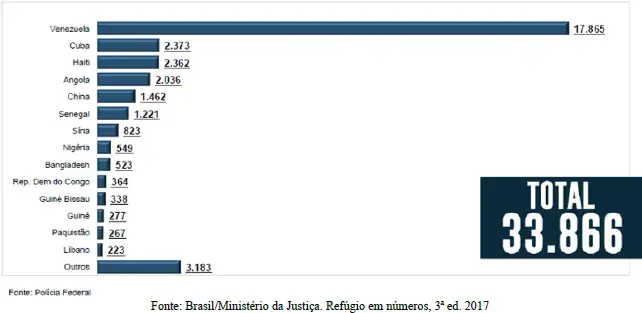 Venezuela 17.865
Cuba 2.373
Haiti 2.362
Angola 2.036
China 1.462
Senegal 1.221
Síria 823
Nigéria 549
Bangladesh 523
Rep. Dem do Congo 364
Guiné Bissau 338
Guiné 277
Paquistão 267
Líbano 223
Outros 3.183
TOTAL
33.866
Fonte: Polícia Federal
Fonte: Brasil/Ministério da Justiça. Refúgio em números, 3ª ed. 2017